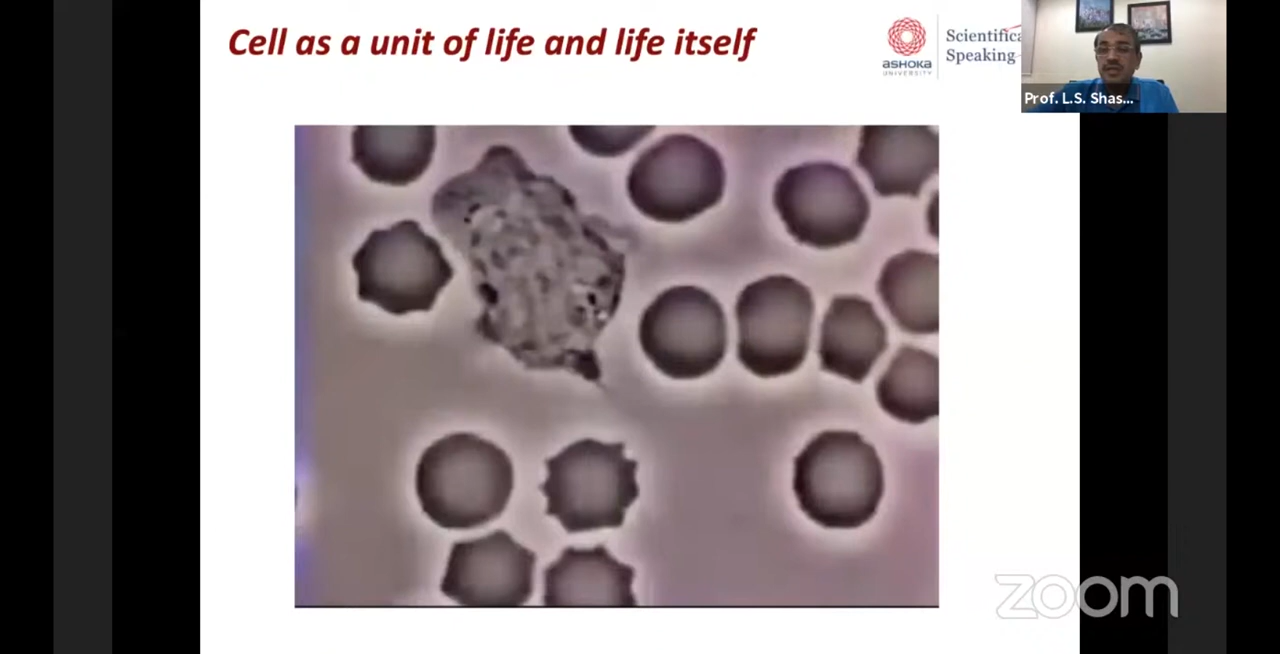 Cell as a unit of life and life itself
ASHOKA
UNIVERSITY
Scientifica
Speaking
Prof. L.S. Shas...
zoom